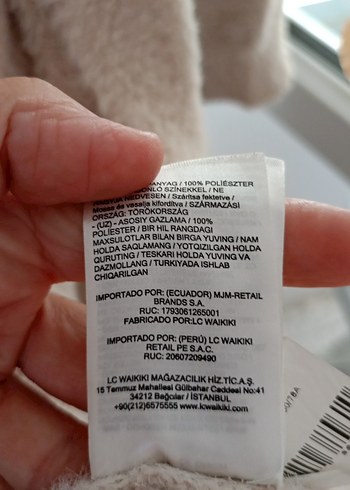 ANYAG / 100% POLIÉSZTER
SZÍNEKKEL / NE
NEDVESEN / Szárítsa fektetve /
és vasalja kifordítva / SZÁRMAZÁSI
ORSZÁG: TÖRÖKORSZÁG
- (UZ) - ASOSIY GAZLAMA / 100%
POLIESTER / BIR HIL RANGDAGI
MAXSULOTLAR BILAN BIRGA YUVING / NAM
HOLDA SAQLAMANG / YOTQIZILGAN HOLDA
QURUTING / TESKARI HOLDA YUVING VA
DAZMOLLANG / TURKIYADA ISHLAB
CHIQARILGAN
IMPORTADO POR: (ECUADOR) MJM-RETAIL
BRANDS S.A.
RUC: 1793061265001
FABRICADO POR:LC WAIKIKI
IMPORTADO POR: (PERÚ) LC WAIKIKI
RETAIL PE S.A.C.
RUC: 20607209490
LC WAIKIKI MAĞAZACILIK HİZ.TİC.A.Ş.
15 Temmuz Mahallesi Gülbahar Caddesi No:41
34212 Bağcılar / İSTANBUL
+90(212)6575555 www.lcwaikiki.com